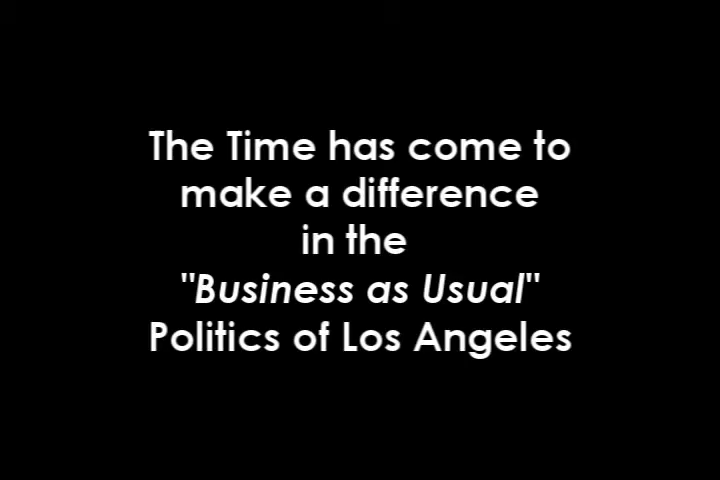 The Time has come to
make a difference
in the
"Business as Usual"
Politics of Los Angeles